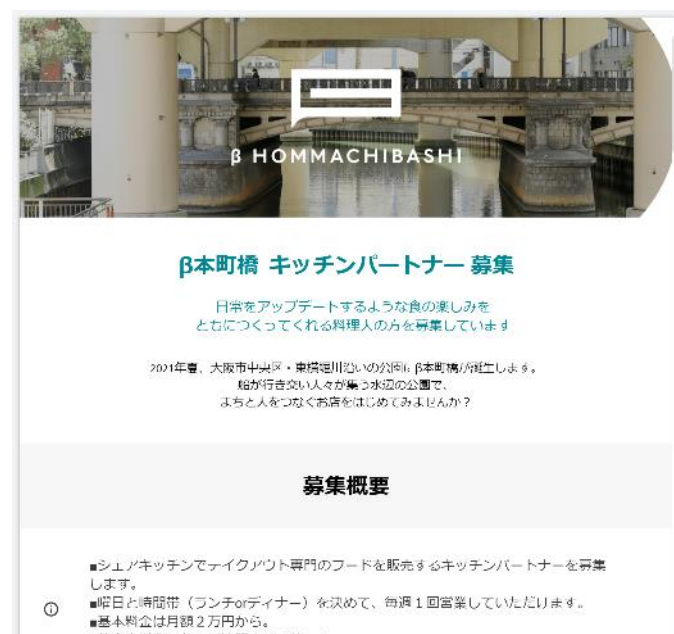 β HOMMACHIBASHI
β本町橋 キッチンパートナー 募集
日常をアップデートするような食の楽しみを
ともにつくってくれる料理人の方を募集しています
2021年春、大阪市中央区・東横堀川沿いの公園にβ本町橋が誕生します。
船が行き交い人々が集う水辺の公園で、
まちと人をつなぐお店をはじめてみませんか？
募集概要
■シェアキッチンでテイクアウト専門のフードを販売するキッチンパートナーを募集
します。
■曜日と時間帯（ランチorディナー）を決めて、毎週１回営業していただけます。
■基本料金は月額２万円から。